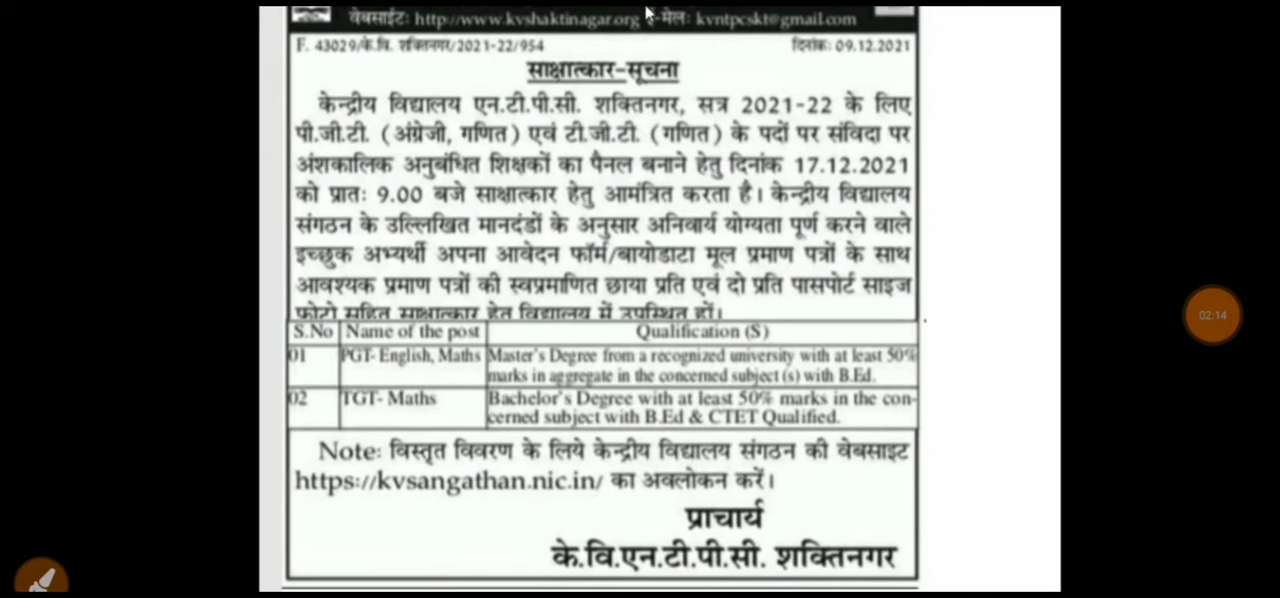 वेबसाईट: http://www.kvshaktinagar.org ई-मेल: kvntpcskt@gmail.com
F. 43029/के.वि. शक्तिनगर/2021-22/954 दिनांक: 09.12.2021
साक्षात्कार-सूचना
केन्द्रीय विद्यालय एन.टी.पी.सी. शक्तिनगर, सत्र 2021-22 के लिए
पी.जी.टी. (अंग्रेजी, गणित) एवं टी.जी.टी. (गणित) के पदों पर संविदा पर
अंशकालिक अनुबंधित शिक्षकों का पैनल बनाने हेतु दिनांक 17.12.2021
को प्रातः 9.00 बजे साक्षात्कार हेतु आमंत्रित करता है। केन्द्रीय विद्यालय
संगठन के उल्लिखित मानदंडों के अनुसार अनिवार्य योग्यता पूर्ण करने वाले
इच्छुक अभ्यर्थी अपना आवेदन फॉर्म/बायोडाटा मूल प्रमाण पत्रों के साथ
आवश्यक प्रमाण पत्रों की स्वप्रमाणित छाया प्रति एवं दो प्रति पासपोर्ट साइज
फोटो सहित साक्षात्कार हेतु विद्यालय में उपस्थित हों।
S.No Name of the post Qualification (S)
01 PGT- English, Maths Master's Degree from a recognized university with at least 50%
marks in aggregate in the concerned subject (s) with B.Ed.
02 TGT- Maths Bachelor's Degree with at least 50% marks in the con-
cerned subject with B.Ed & CTET Qualified.
Note: विस्तृत विवरण के लिये केन्द्रीय विद्यालय संगठन की वेबसाइट
https://kvsangathan.nic.in/ का अवलोकन करें।
प्राचार्य
के.वि.एन.टी.पी.सी. शक्तिनगर
02:14